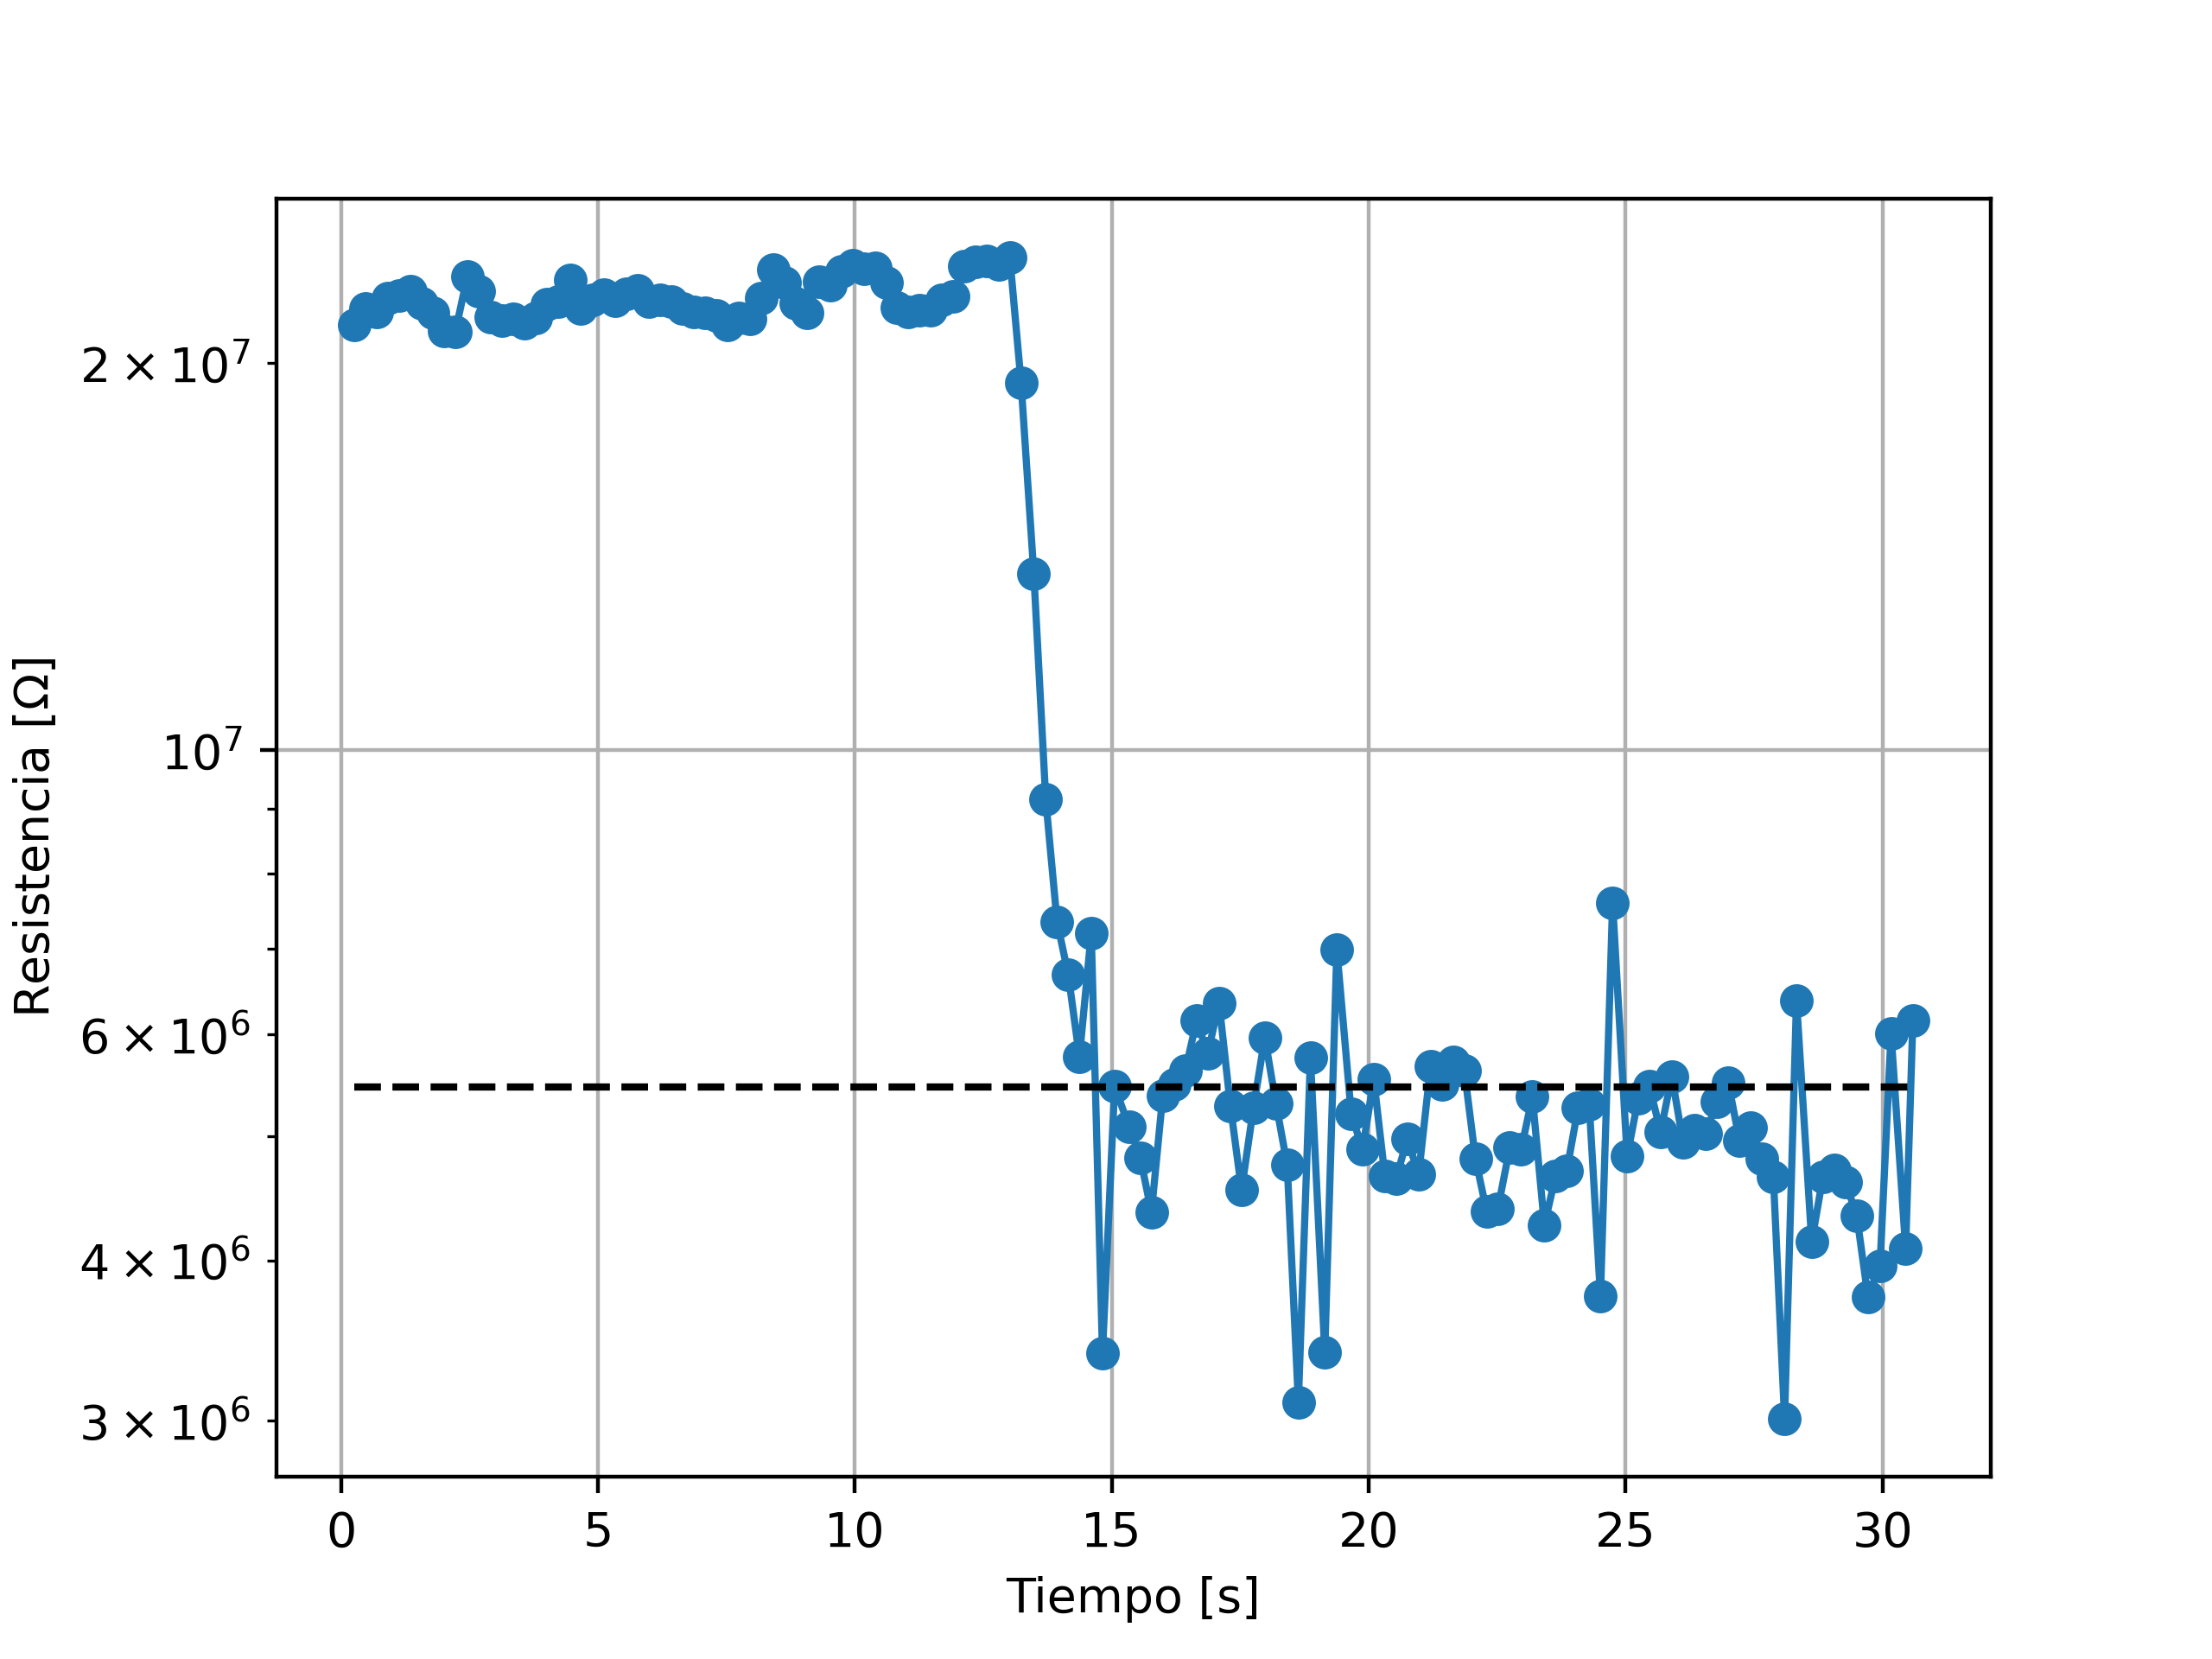 Resistencia [Ω]
2 × 10⁷
10⁷
6 × 10⁶
4 × 10⁶
3 × 10⁶
0 5 10 15 20 25 30
Tiempo [s]